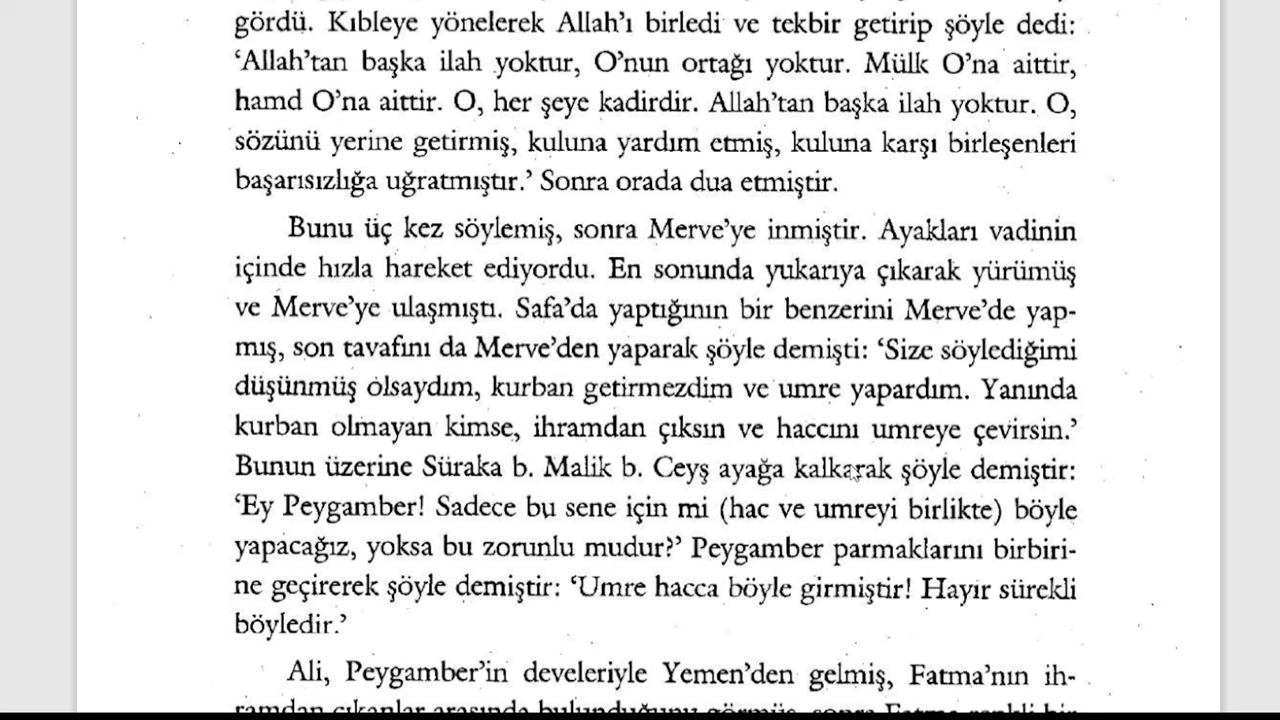 gördü. Kıbleye yönelerek Allah'ı birledi ve tekbir getirip şöyle dedi:
'Allah'tan başka ilah yoktur, O'nun ortağı yoktur. Mülk O'na aittir,
hamd O'na aittir. O, her şeye kadirdir. Allah'tan başka ilah yoktur. O,
sözünü yerine getirmiş, kuluna yardım etmiş, kuluna karşı birleşenleri
başarısızlığa uğratmıştır.' Sonra orada dua etmiştir.
Bunu üç kez söylemiş, sonra Merve'ye inmiştir. Ayakları vadinin
içinde hızla hareket ediyordu. En sonunda yukarıya çıkarak yürümüş
ve Merve'ye ulaşmıştı. Safa'da yaptığının bir benzerini Merve'de yap-
mış, son tavafını da Merve'den yaparak şöyle demişti: 'Size söylediğimi
düşünmüş olsaydım, kurban getirmezdim ve umre yapardım. Yanında
kurban olmayan kimse, ihramdan çıksın ve haccını umreye çevirsin.'
Bunun üzerine Süraka b. Malik b. Ceyş ayağa kalkarak şöyle demiştir:
'Ey Peygamber! Sadece bu sene için mi (hac ve umreyi birlikte) böyle
yapacağız, yoksa bu zorunlu mudur?' Peygamber parmaklarını birbiri-
ne geçirerek şöyle demiştir: 'Umre hacca böyle girmiştir! Hayır sürekli
böyledir.'
Ali, Peygamber'in develeriyle Yemen'den gelmiş, Fatma'nın ih-
ramdan çıkanlar arasında bulunduğunu görmüş, sonra Fatma renkli bir